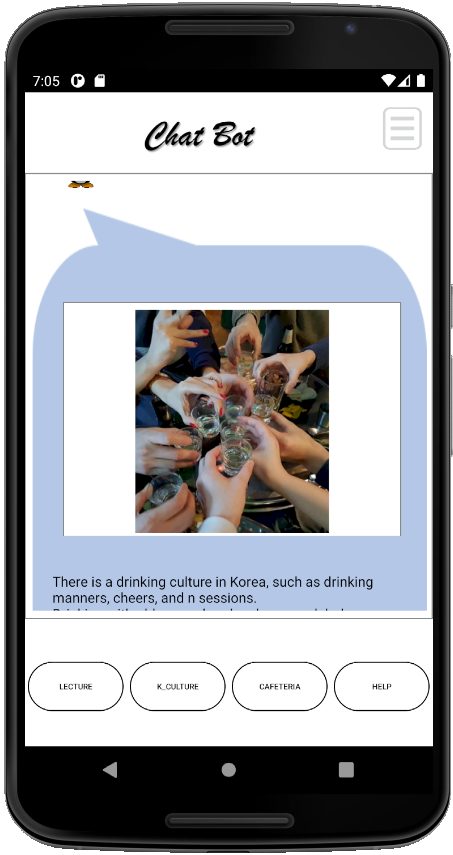 7:05
Chat Bot
There is a drinking culture in Korea, such as drinking
manners, cheers, and n sessions.
LECTURE
K_CULTURE
CAFETERIA
HELP